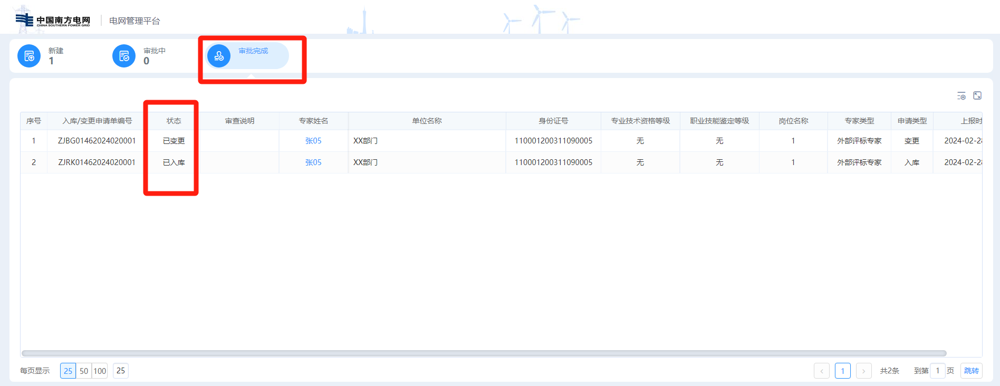 中国南方电网
CHINA SOUTHERN POWER GRID
电网管理平台
新建
1
审批中
0
审批完成
序号 入库/变更申请单编号 状态 审查说明 专家姓名 单位名称 身份证号 专业技术资格等级 职业技能鉴定等级 岗位名称 专家类型 申请类型 上报时
1 ZJBG01462024020001 已变更 张05 XX部门 110001200311090005 无 无 1 外部评标专家 变更 2024-02-28
2 ZJRK01462024020001 已入库 张05 XX部门 110001200311090005 无 无 1 外部评标专家 入库 2024-02-28
每页显示 25 50 100 25 < 1 > 共2条 到第 1 页 跳转